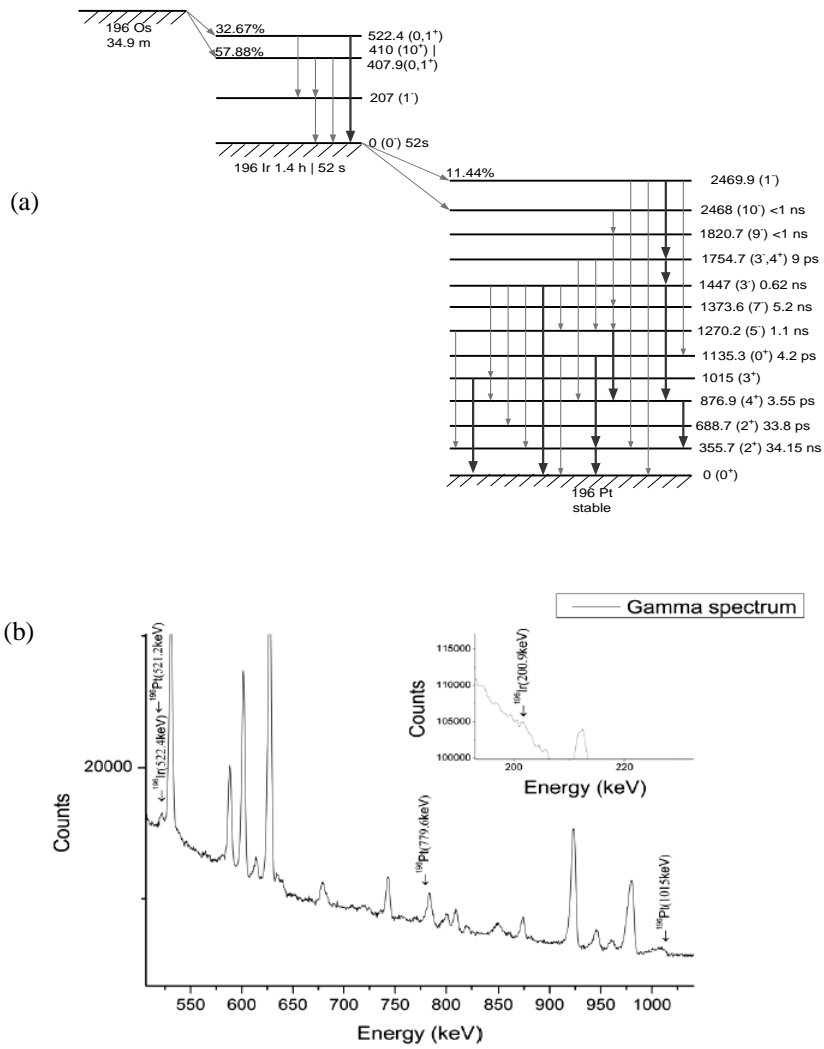 (a)
196 Os
34.9 m
32.67%
57.88%
522.4 (0,1⁺)
410 (10⁺) |
407.9(0,1⁺)
207 (1⁻)
0 (0⁻) 52s
196 Ir 1.4 h | 52 s
11.44%
2469.9 (1⁻)
2468 (10⁻) <1 ns
1820.7 (9⁻) <1 ns
1754.7 (3⁻,4⁺) 9 ps
1447 (3⁻) 0.62 ns
1373.6 (7⁻) 5.2 ns
1270.2 (5⁻) 1.1 ns
1135.3 (0⁺) 4.2 ps
1015 (3⁺)
876.9 (4⁺) 3.55 ps
688.7 (2⁺) 33.8 ps
355.7 (2⁺) 34.15 ns
0 (0⁺)
196 Pt
stable
(b)
Gamma spectrum
¹⁹⁶Ir(522.4keV)
¹⁹⁶Pt(521.2keV)
¹⁹⁶Pt(779.6keV)
¹⁹⁶Pt(1015keV)
20000
Counts
550 600 650 700 750 800 850 900 950 1000
Energy (keV)
115000
110000
105000
100000
Counts
¹⁹⁶Ir(200.9keV)
200 220
Energy (keV)